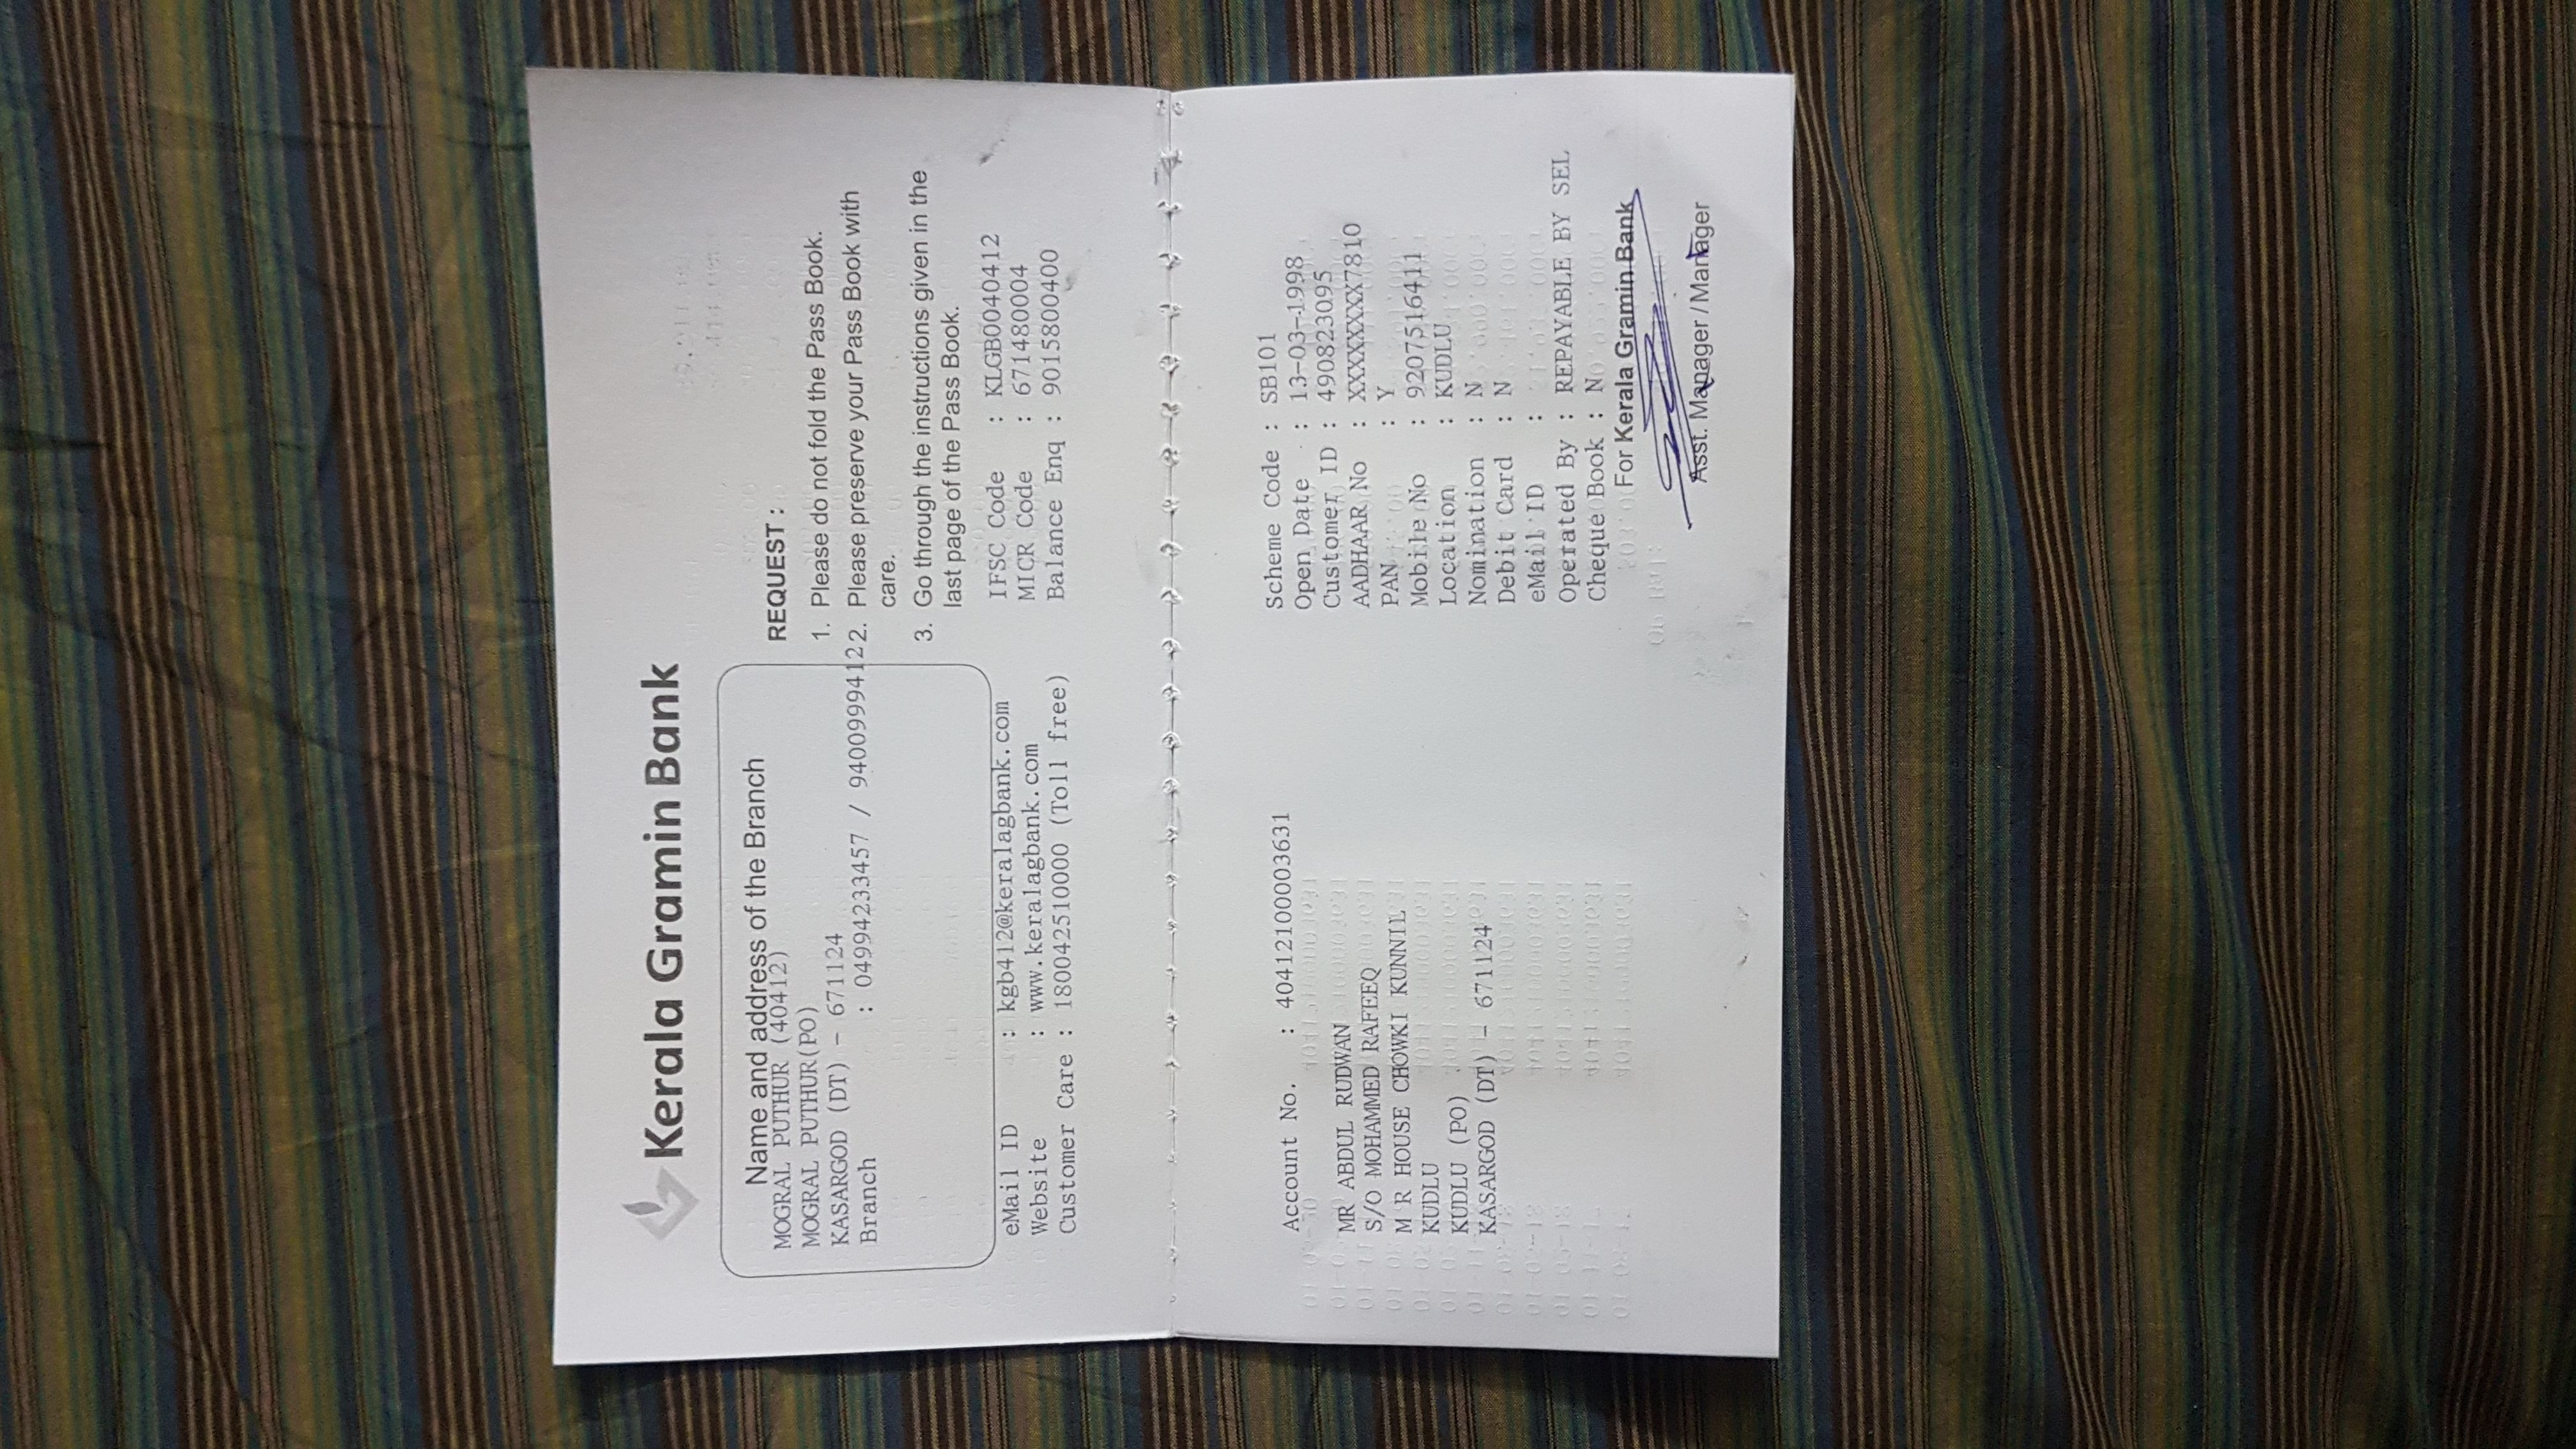 Kerala Gramin Bank
Name and address of the Branch
MOGRAL PUTHUR (40412)
MOGRAL PUTHUR(PO)
KASARGOD (DT) - 671124
Branch : 04994233457 / 9400999412
REQUEST :
1. Please do not fold the Pass Book.
2. Please preserve your Pass Book with
care.
3. Go through the instructions given in the
last page of the Pass Book.
eMail ID : kgb412@keralagbank.com
Website : www.keralagbank.com
Customer Care : 180042510000 (Toll free)
IFSC Code : KLGB0040412
MICR Code : 671480004
Balance Enq : 9015800400
Account No. : 40412100003631
MR ABDUL RUDWAN
S/O MOHAMMED RAFEEQ
M R HOUSE CHOWKI KUNNIL
KUDLU
KUDLU (PO)
KASARGOD (DT) - 671124
Scheme Code : SB101
Open Date : 13-03-1998
Customer ID : 490823095
AADHAAR No : XXXXXXXX7810
PAN : Y
Mobile No : 9207516411
Location : KUDLU
Nomination : N
Debit Card : N
eMail ID :
Operated By : REPAYABLE BY SEL
Cheque Book : N
For Kerala Gramin Bank
Asst. Manager / Manager